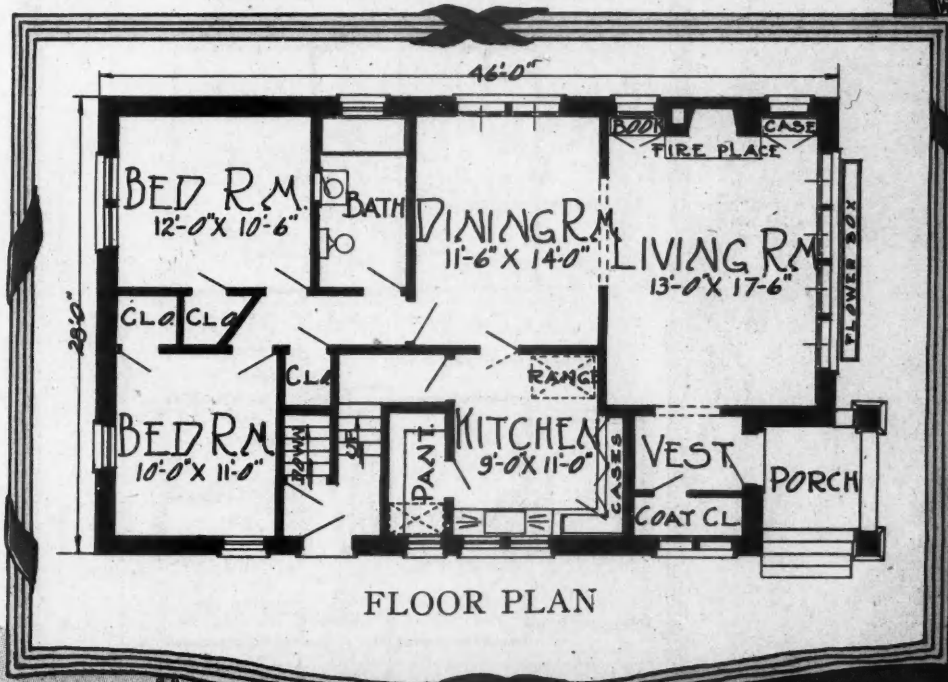 46'-0"
BOOK
CASE
FIRE PLACE
BED RM.
12'-0" X 10'-6"
BATH
DINING RM
11'-6" X 14'-0"
LIVING RM
13'-0" X 17'-6"
FLOWER BOX
28'-0"
CLO.
CLO.
CLO
RANGE
BED RM
10'-0" X 11'-0"
DOWN
UP
PANT.
KITCHEN
9'-0" X 11'-0"
CASES
VEST
COAT CL.
PORCH
FLOOR PLAN